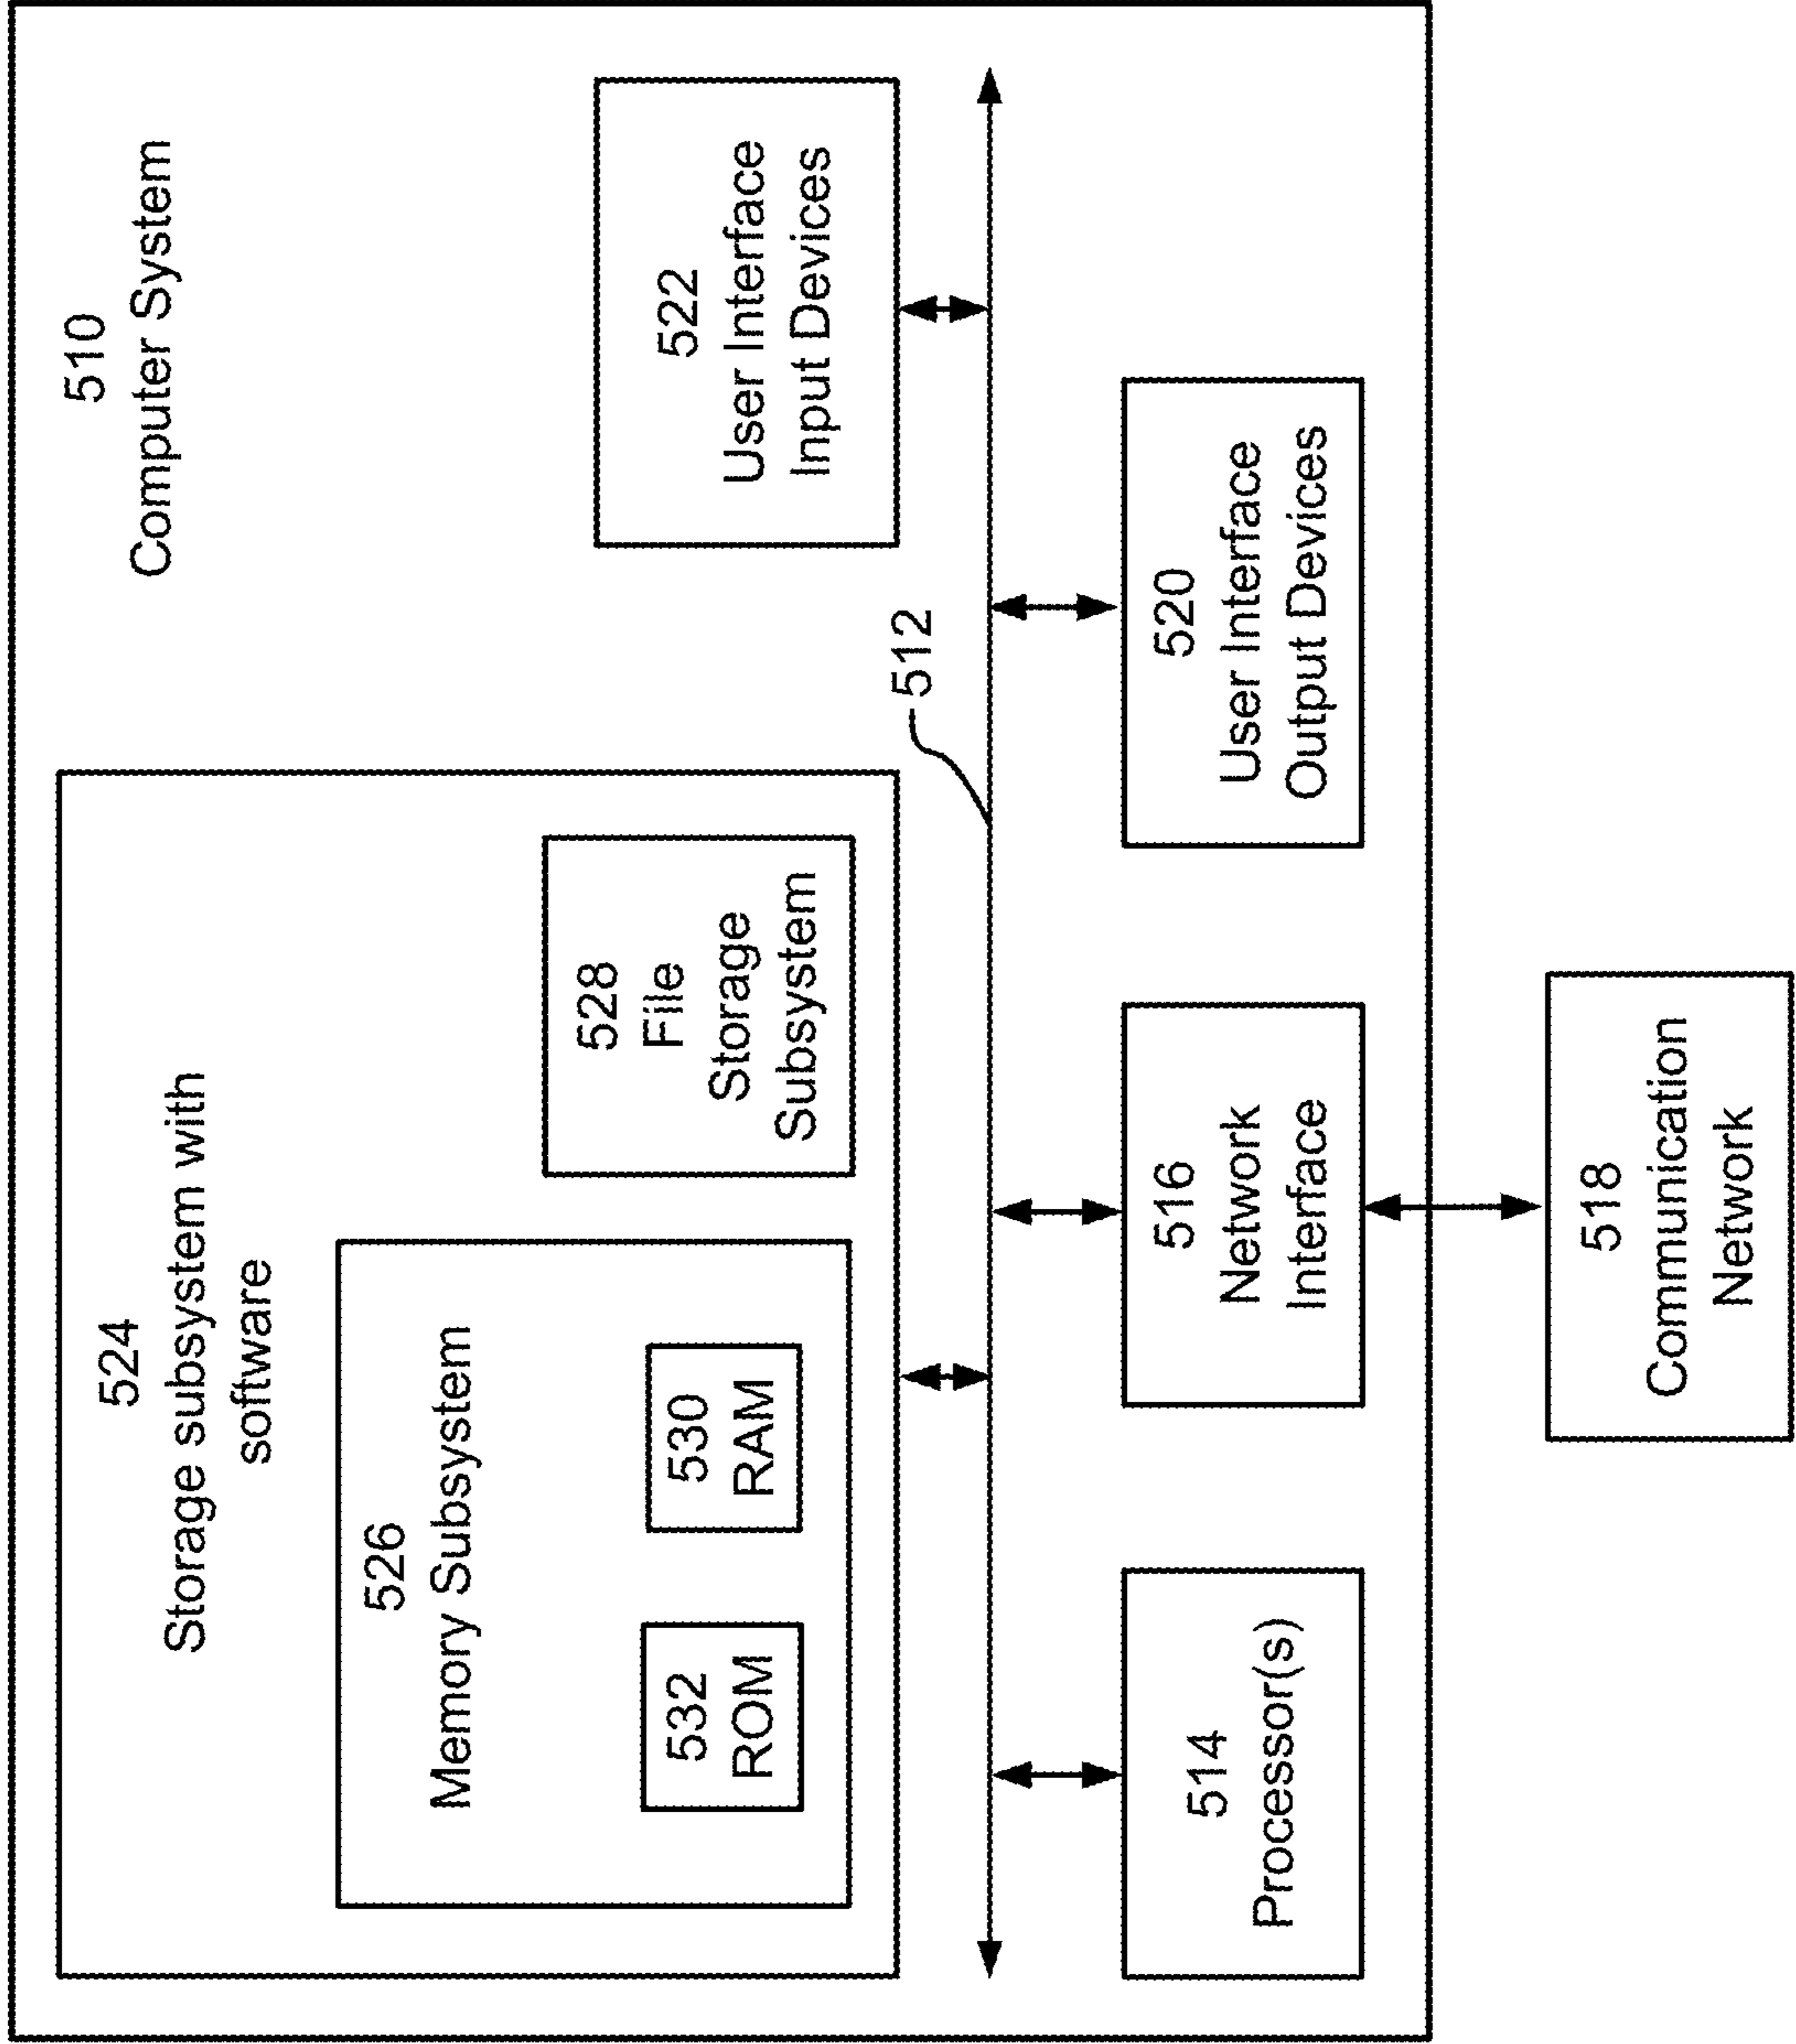 510
Computer System
524
Storage subsystem with
software
526
Memory Subsystem
532
ROM
530
RAM
528
File
Storage
Subsystem
522
User Interface
Input Devices
512
514
Processor(s)
516
Network
Interface
520
User Interface
Output Devices
518
Communication
Network